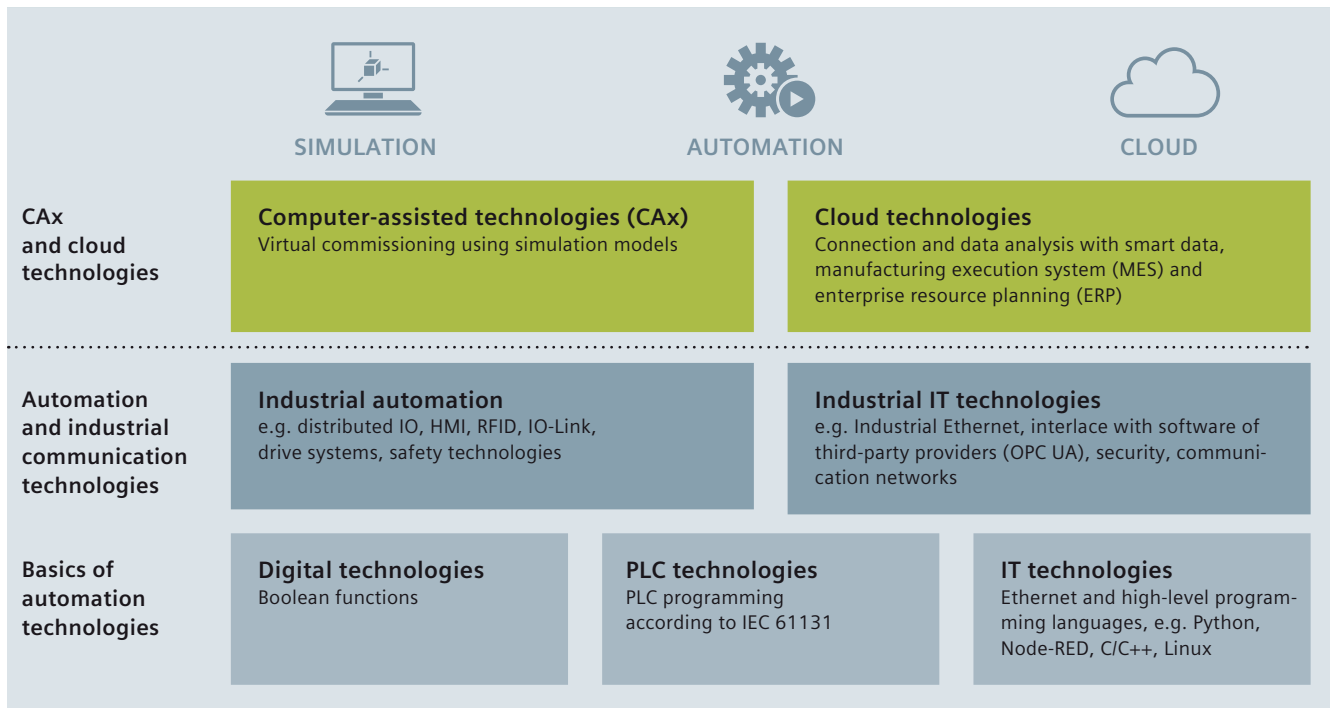 SIMULATION
AUTOMATION
CLOUD
CAx
and cloud
technologies
Computer-assisted technologies (CAx)
Virtual commissioning using simulation models
Cloud technologies
Connection and data analysis with smart data,
manufacturing execution system (MES) and
enterprise resource planning (ERP)
Automation
and industrial
communication
technologies
Industrial automation
e.g. distributed IO, HMI, RFID, IO-Link,
drive systems, safety technologies
Industrial IT technologies
e.g. Industrial Ethernet, interlace with software of
third-party providers (OPC UA), security, communi-
cation networks
Basics of
automation
technologies
Digital technologies
Boolean functions
PLC technologies
PLC programming
according to IEC 61131
IT technologies
Ethernet and high-level program-
ming languages, e.g. Python,
Node-RED, C/C++, Linux